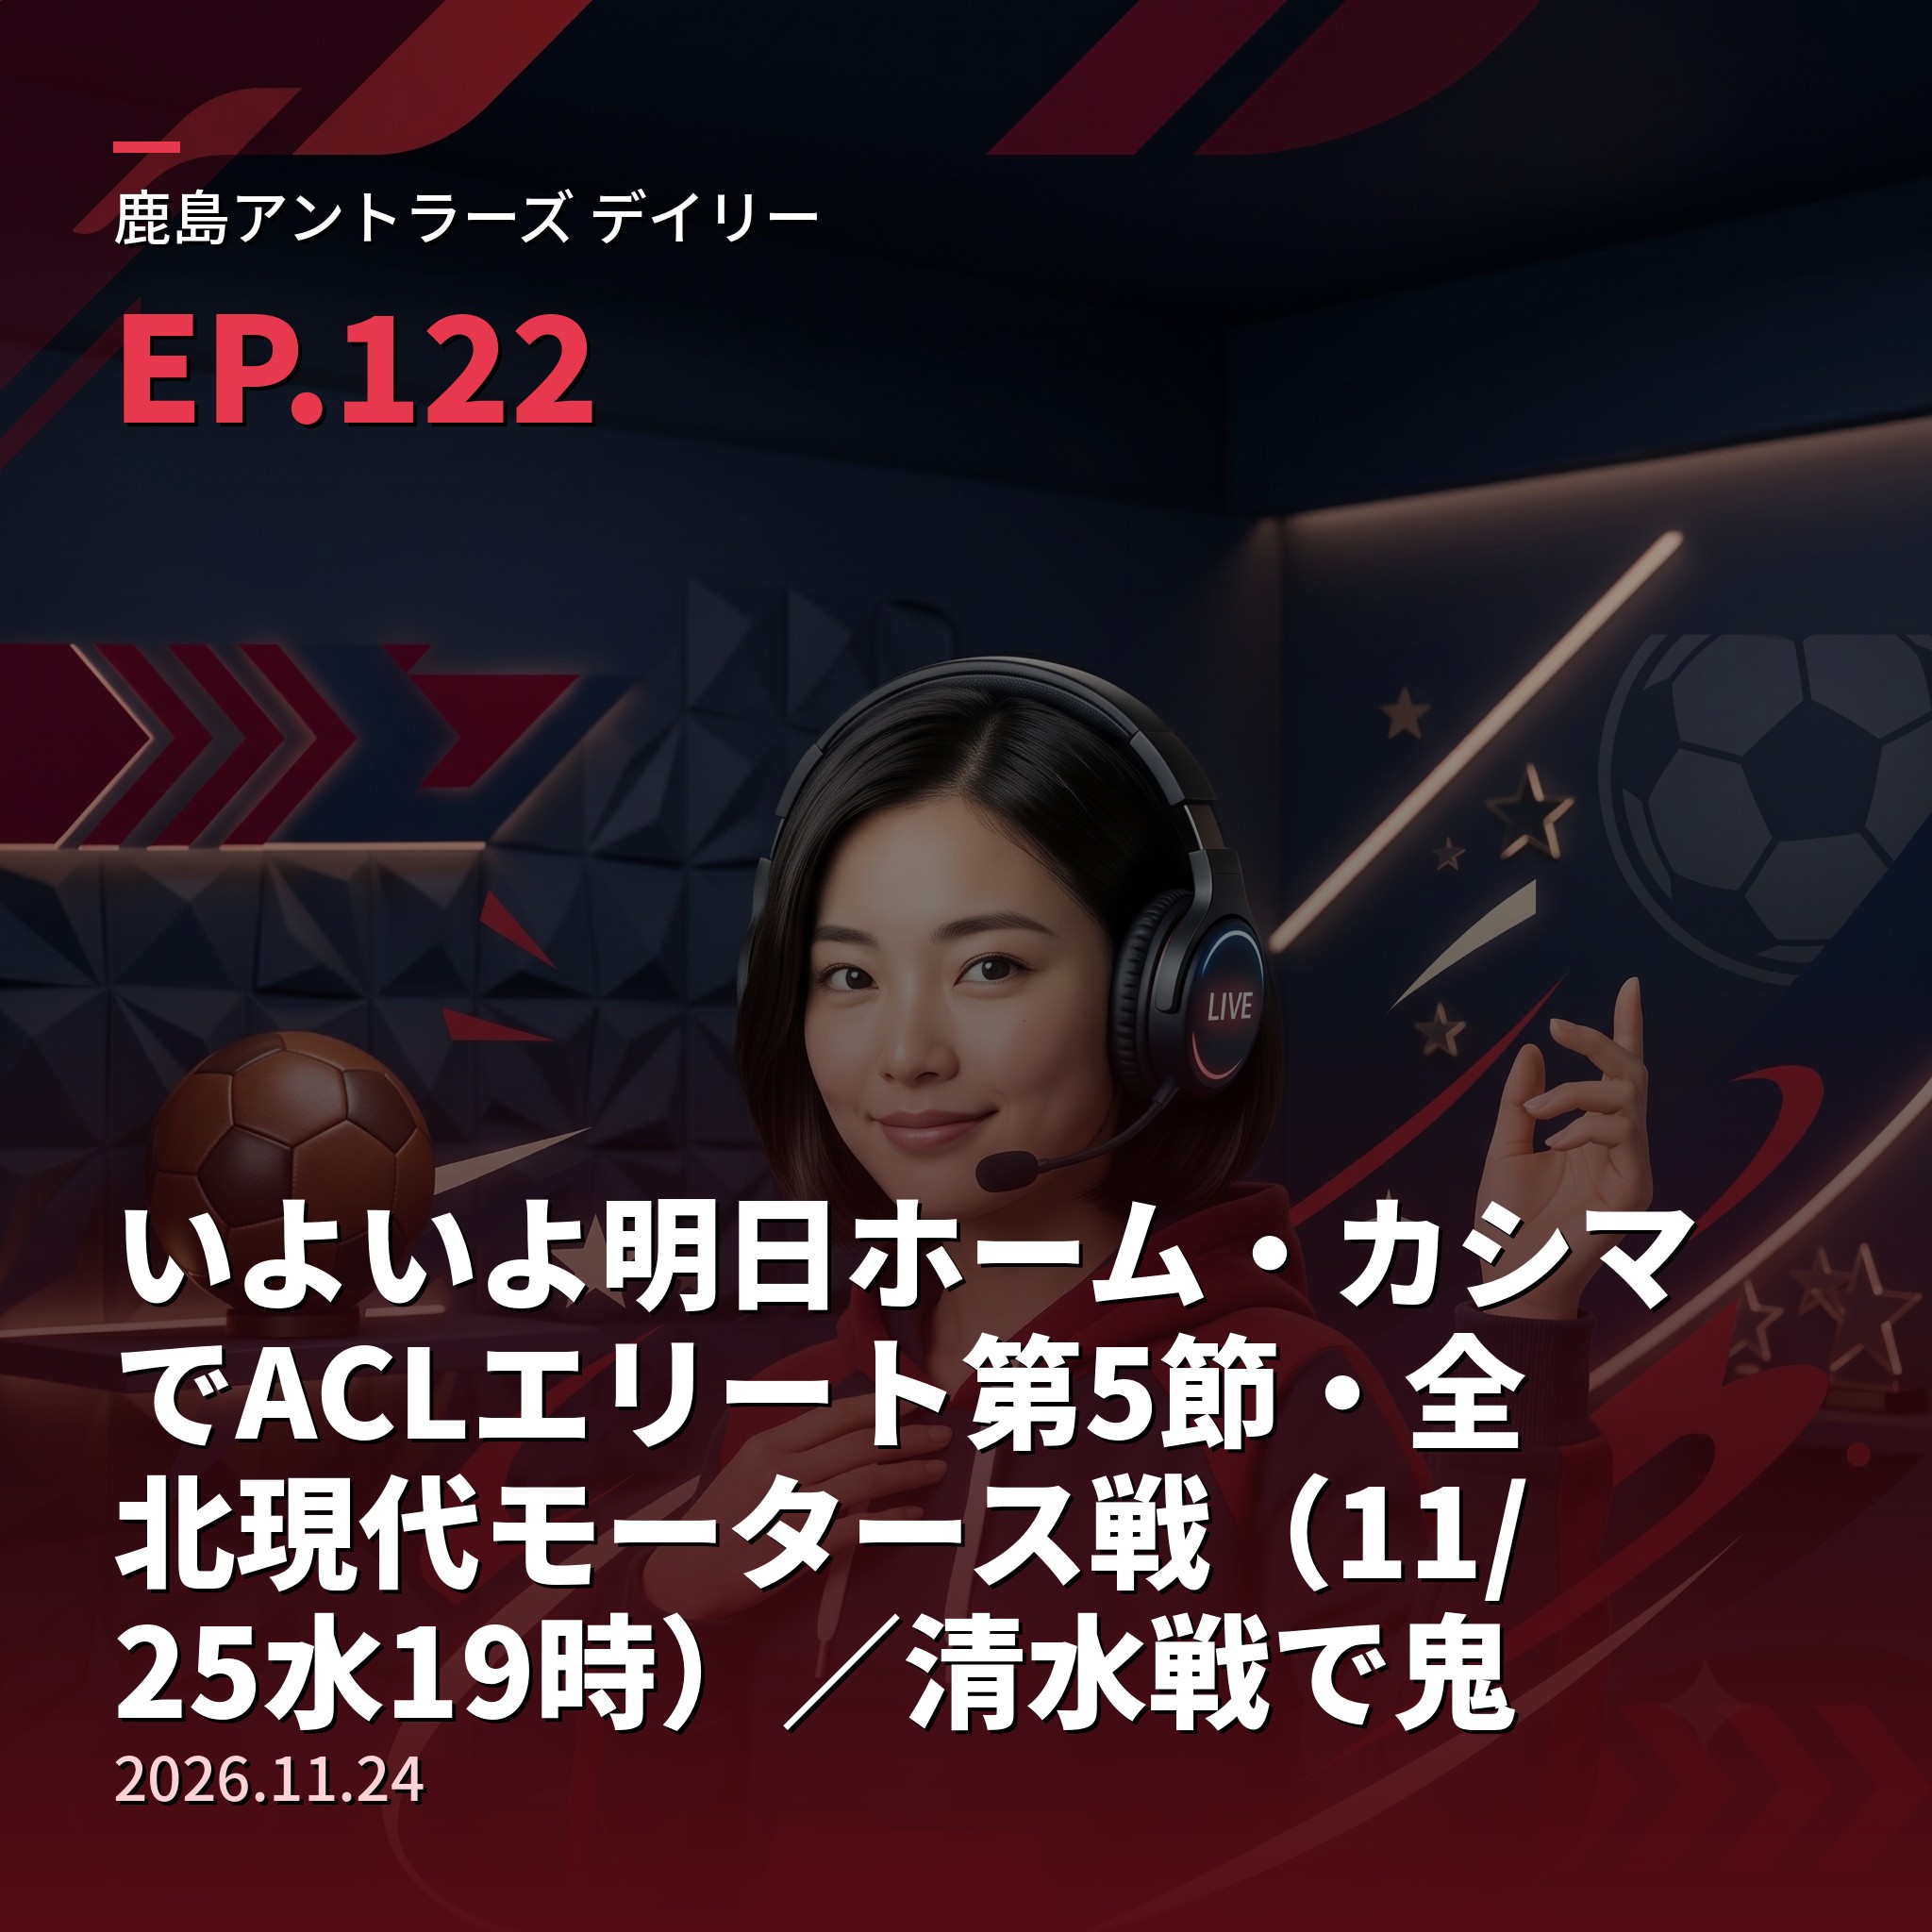 鹿島アントラーズ デイリー
EP.122
LIVE
いよいよ明日ホーム・カシマ
でACLエリート第5節・全
北現代モータース戦（11/
25水19時）／清水戦で鬼
2026.11.24